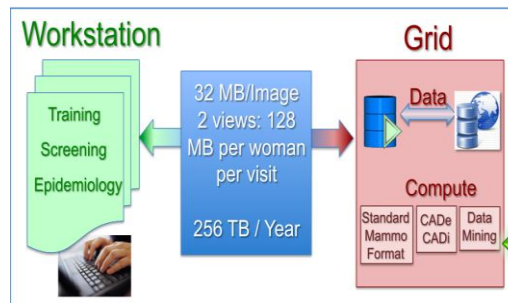 Workstation
Training
Screening
Epidemiology
32 MB/Image
2 views: 128
MB per woman
per visit
256 TB / Year
Grid
Data
Compute
Standard
Mammo
Format
CADe
CADi
Data
Mining